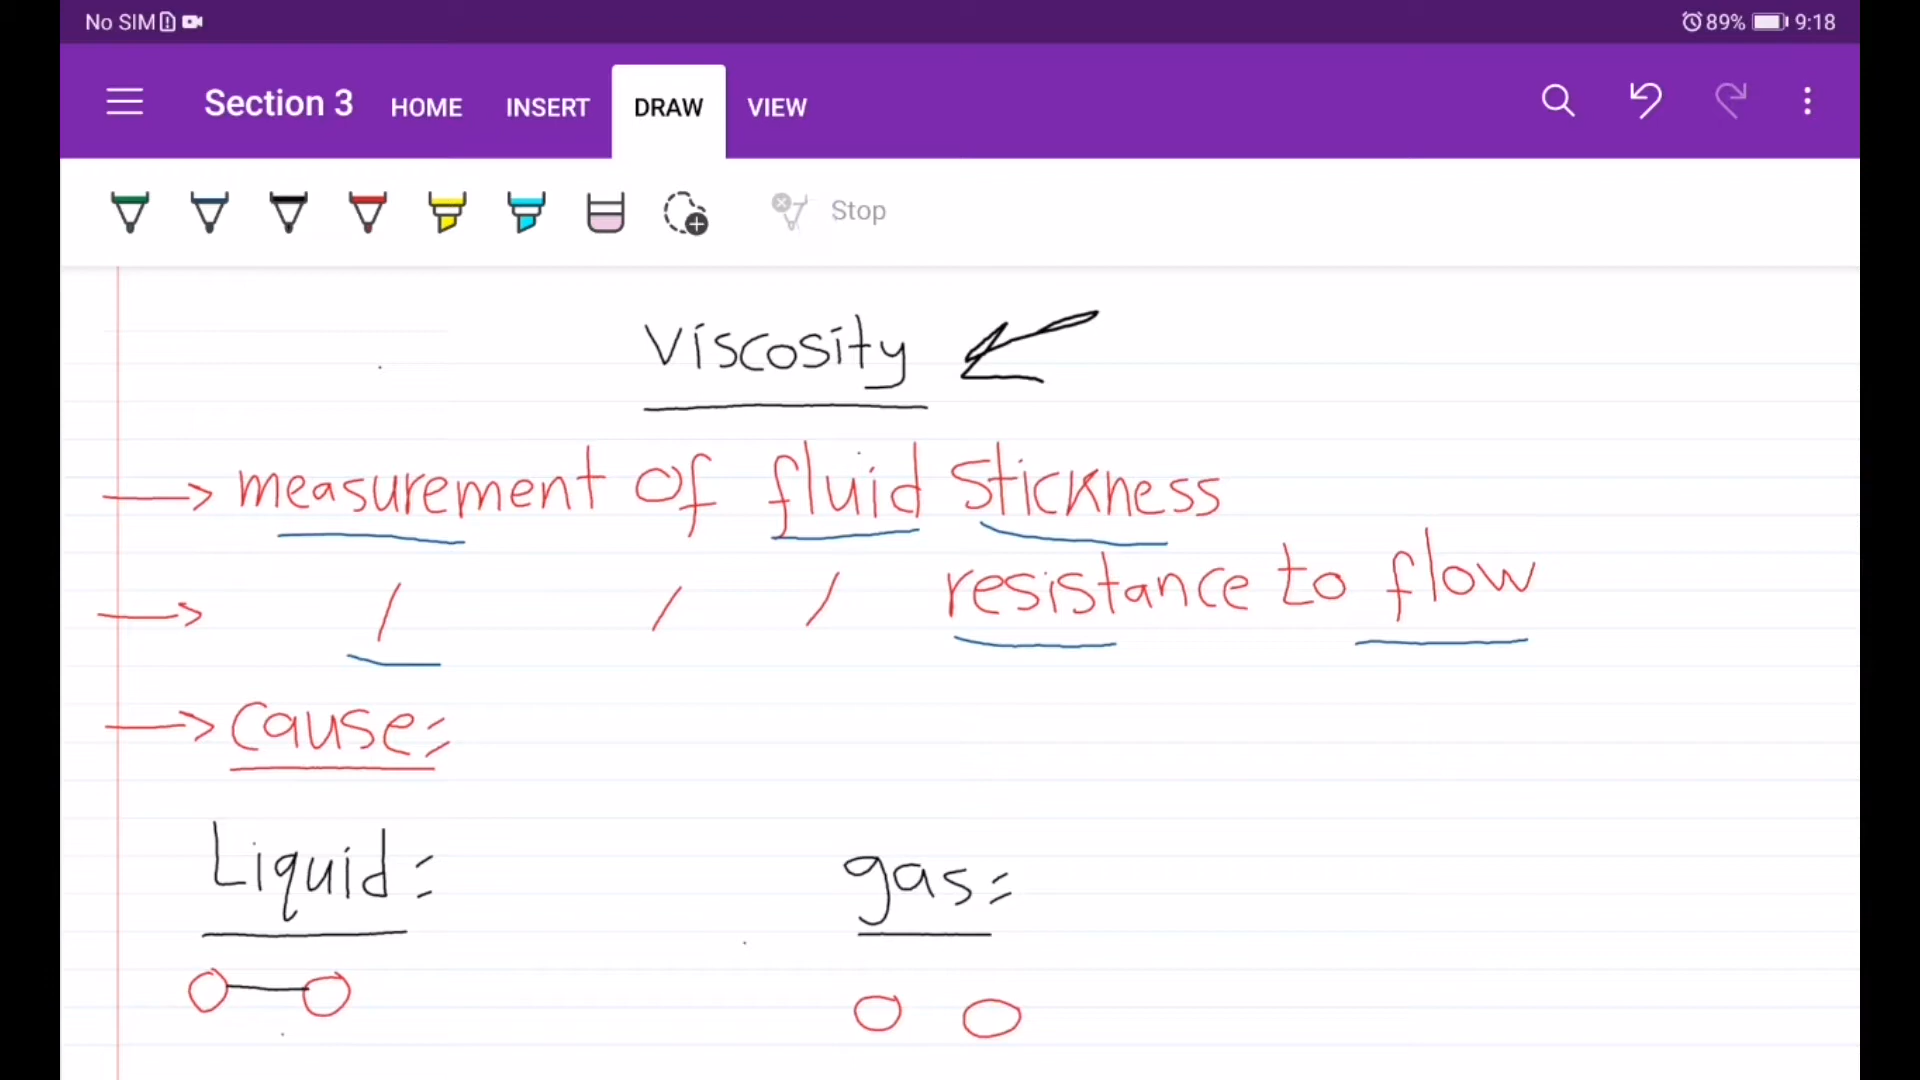 No SIM 89% 9:18
Section 3 HOME INSERT DRAW VIEW
Stop
Viscosity
→ measurement of fluid Stickness
→ / / / resistance to flow
→ cause:
Liquid: gas: